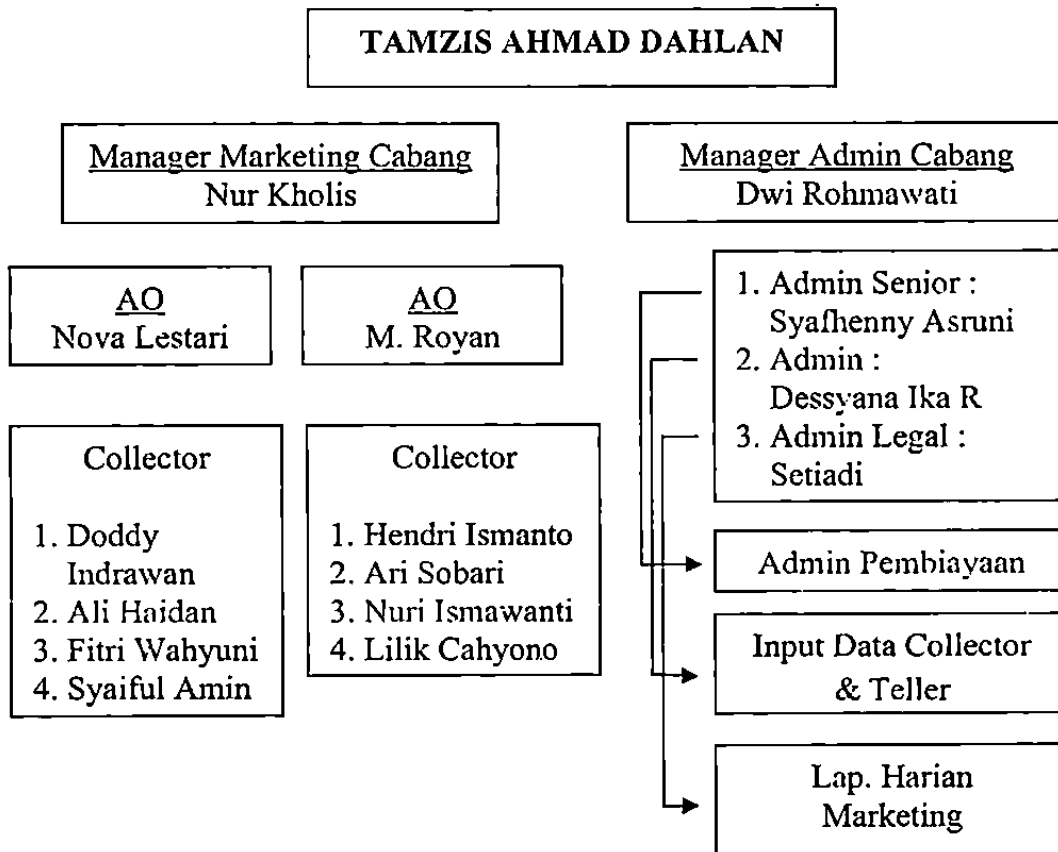 TAMZIS AHMAD DAHLAN
Manager Marketing Cabang
Nur Kholis
Manager Admin Cabang
Dwi Rohmawati
AO
Nova Lestari
AO
M. Royan
1. Admin Senior :
Syafhenny Asruni
2. Admin :
Dessyana Ika R
3. Admin Legal :
Setiadi
Collector
1. Doddy
Indrawan
2. Ali Haidan
3. Fitri Wahyuni
4. Syaiful Amin
Collector
1. Hendri Ismanto
2. Ari Sobari
3. Nuri Ismawanti
4. Lilik Cahyono
Admin Pembiayaan
Input Data Collector
& Teller
Lap. Harian
Marketing